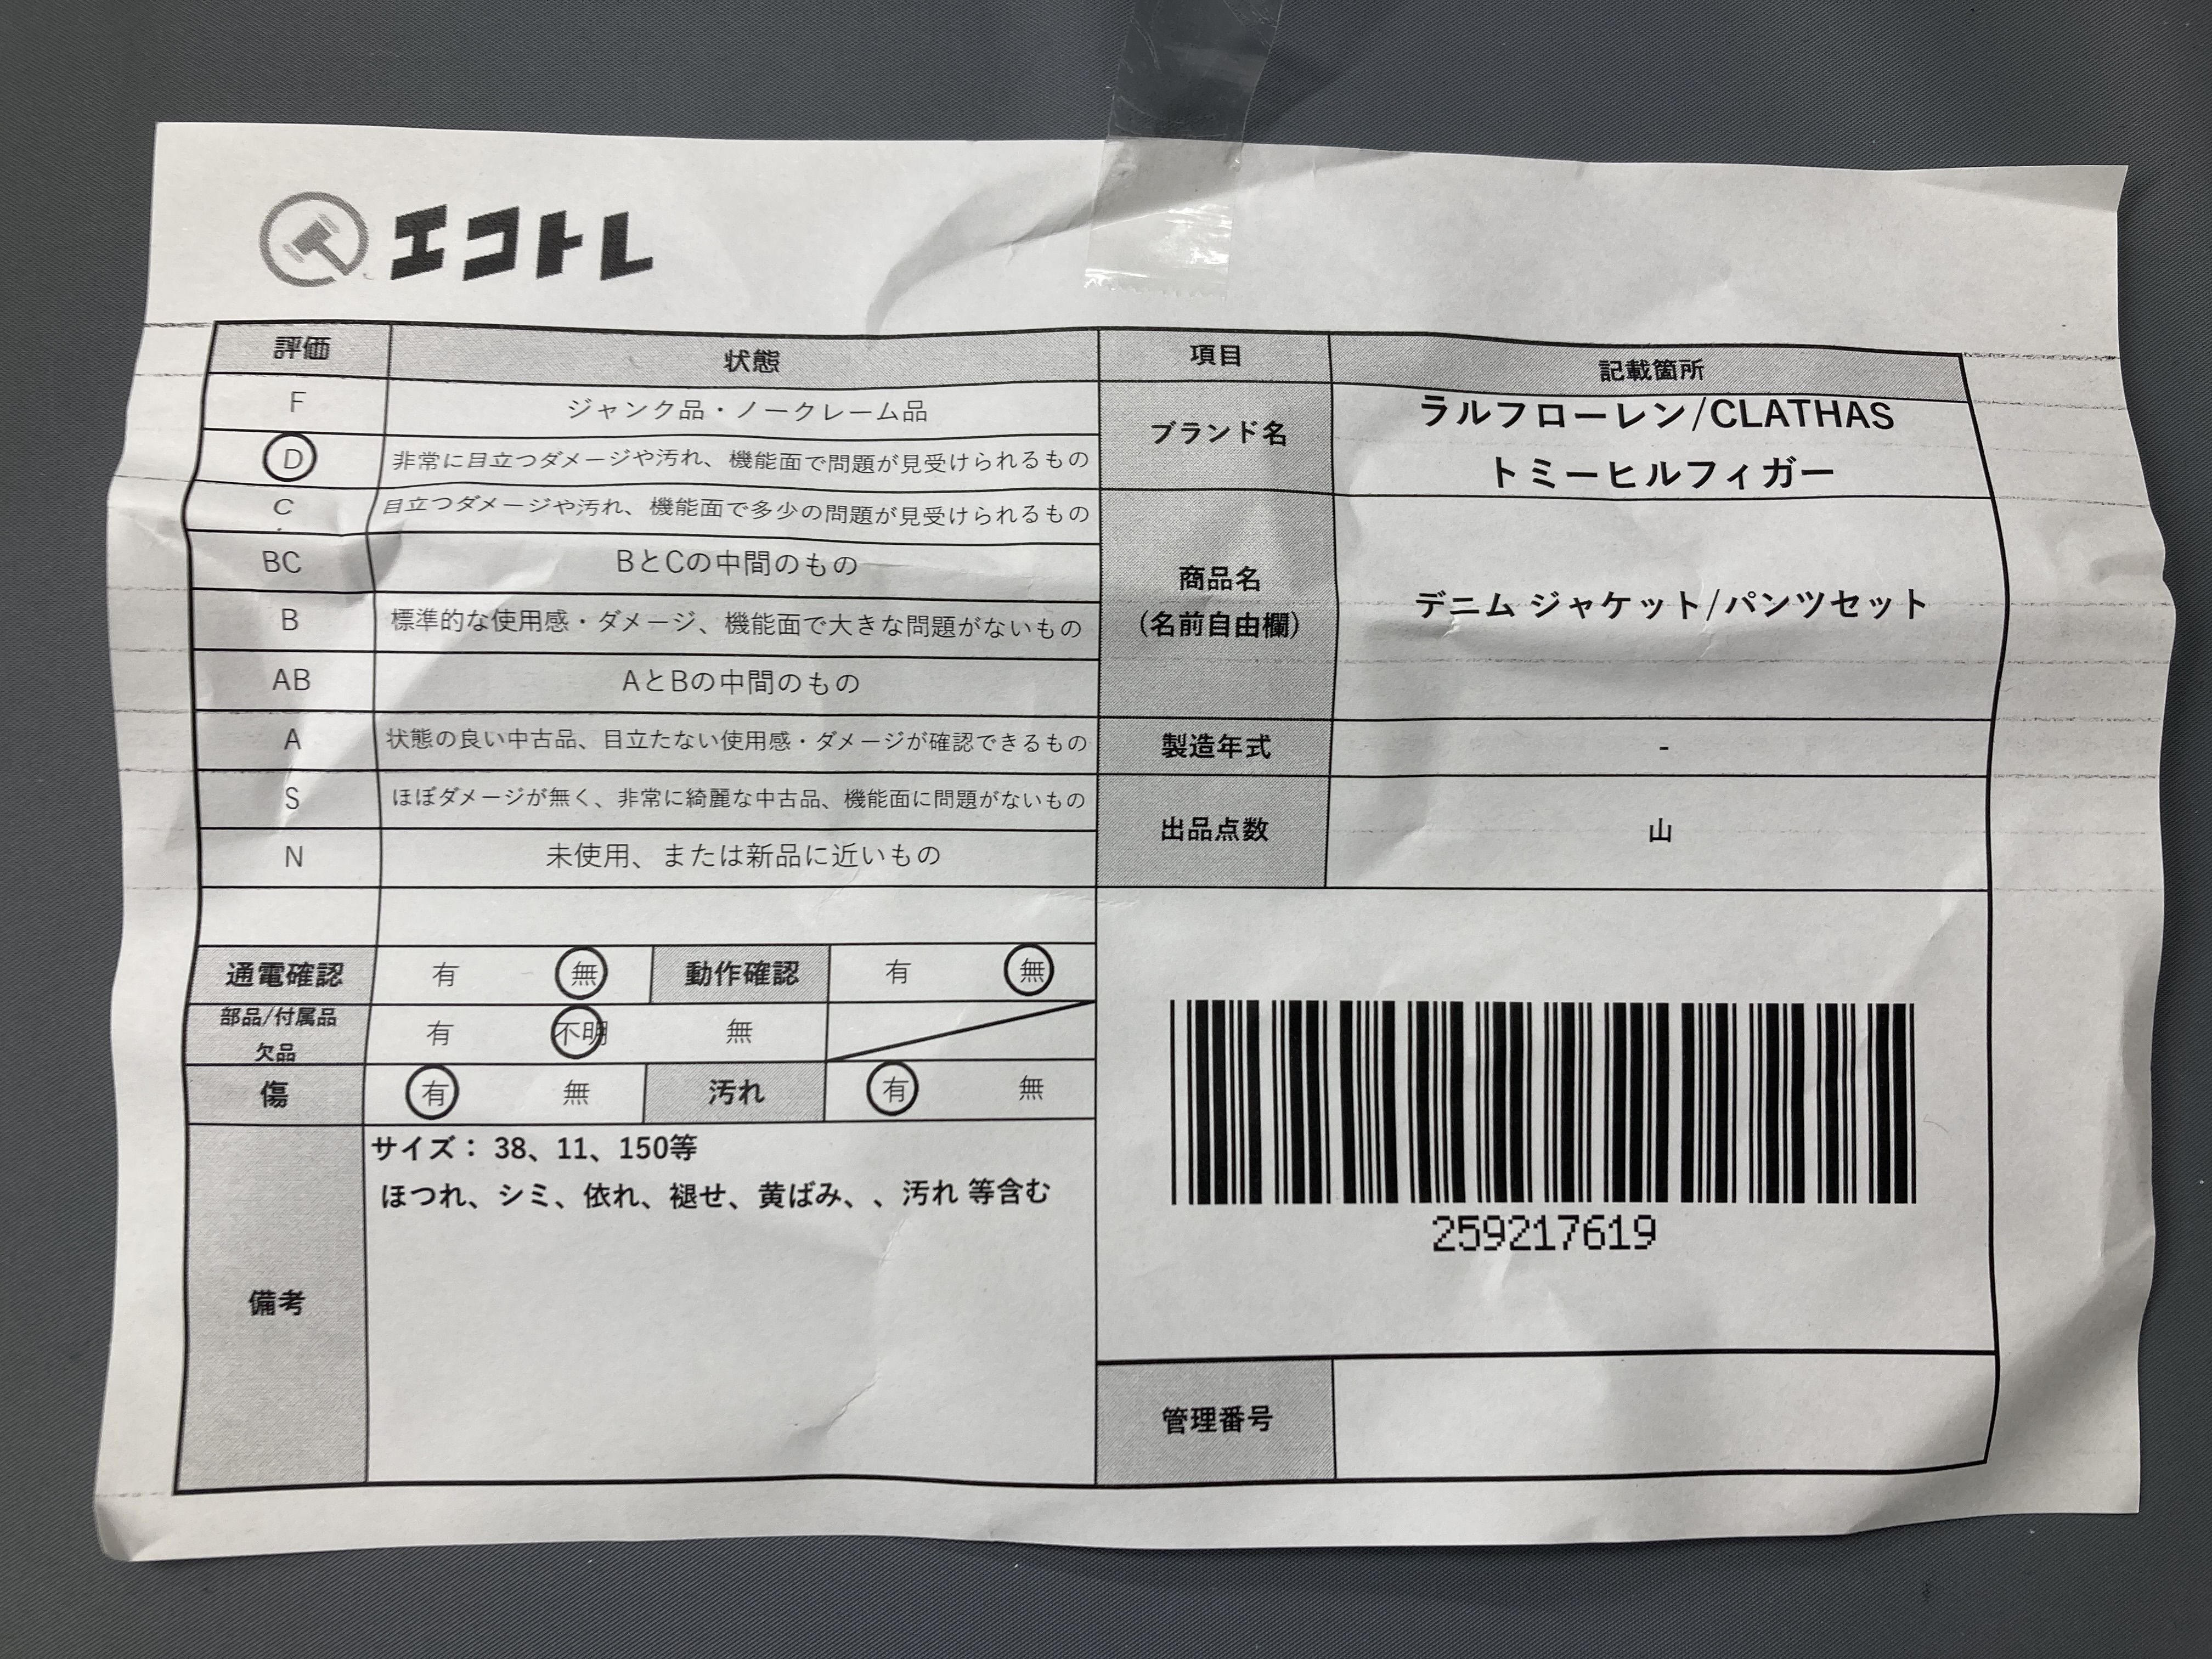 エコトレ
評価 状態 項目 記載箇所
F ジャンク品・ノークレーム品
D 非常に目立つダメージや汚れ、機能面で問題が見受けられるもの
C 目立つダメージや汚れ、機能面で多少の問題が見受けられるもの
BC BとCの中間のもの
B 標準的な使用感・ダメージ、機能面で大きな問題がないもの
AB AとBの中間のもの
A 状態の良い中古品、目立たない使用感・ダメージが確認できるもの
S ほぼダメージが無く、非常に綺麗な中古品、機能面に問題がないもの
N 未使用、または新品に近いもの
通電確認 有 無 動作確認 有 無
部品/付属品
欠品
有 不明 無
傷 有 無 汚れ 有 無
備考
サイズ： 38、11、150等
ほつれ、シミ、依れ、褪せ、黄ばみ、、汚れ 等含む
ブランド名
ラルフローレン/CLATHAS
トミーヒルフィガー
商品名
(名前自由欄)
デニム ジャケット/パンツセット
製造年式 -
出品点数 山
259217619
管理番号